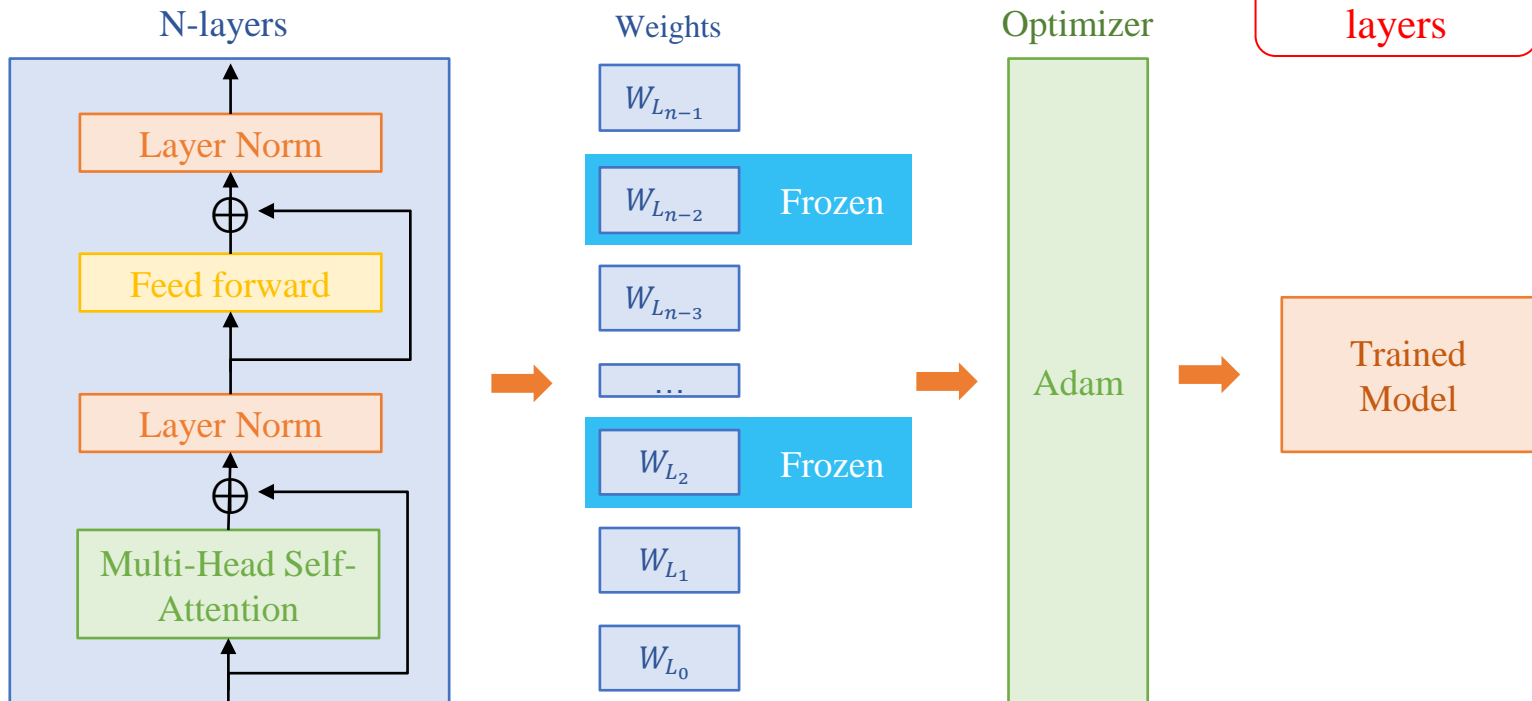 N-layers
Weights
Optimizer
layers
Layer Norm
Feed forward
Layer Norm
Multi-Head Self-
Attention
$W_{L_{n-1}}$
$W_{L_{n-2}}$ Frozen
$W_{L_{n-3}}$
...
$W_{L_2}$ Frozen
$W_{L_1}$
$W_{L_0}$
Adam
Trained
Model